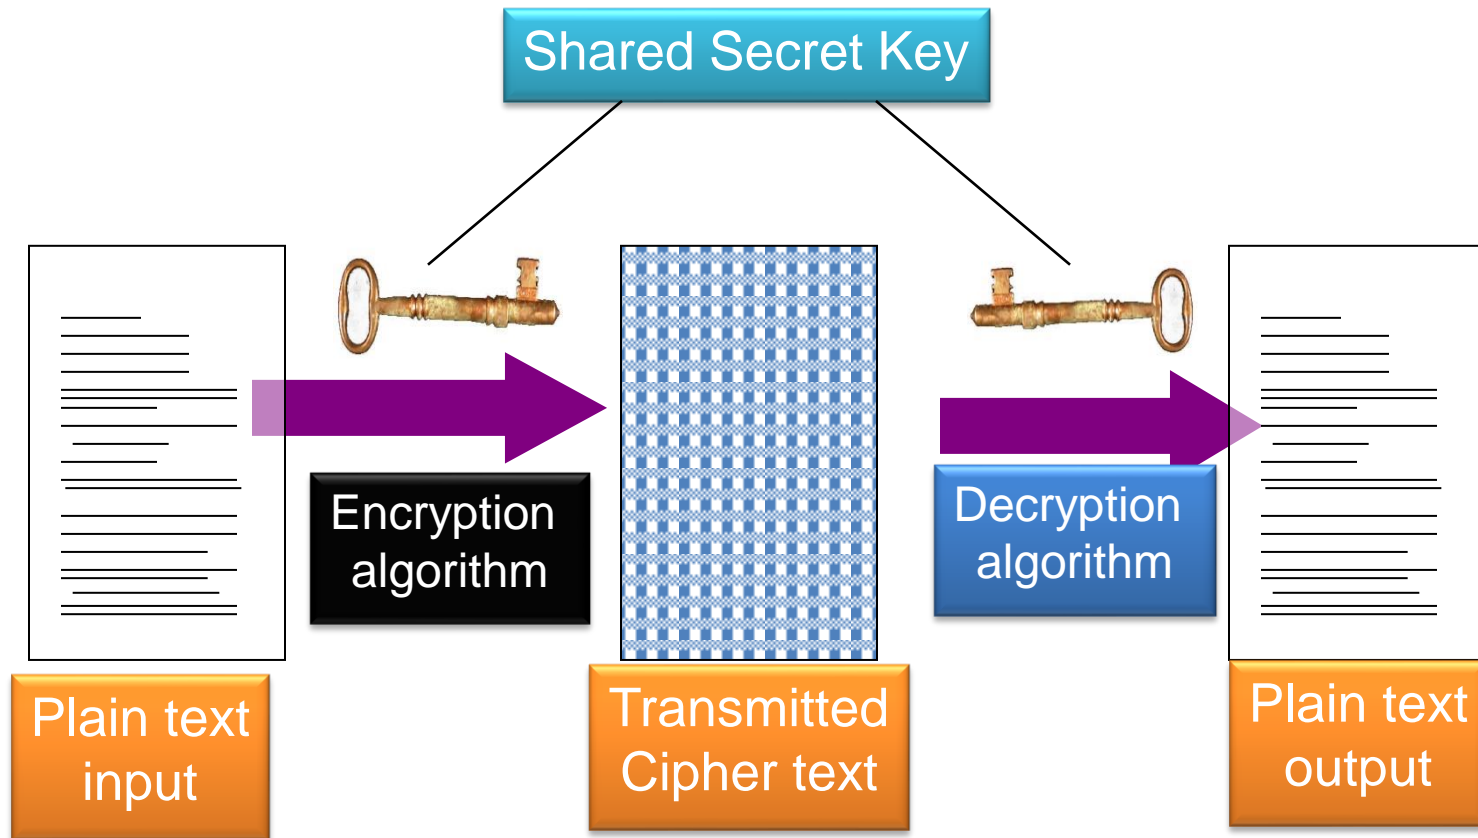 Shared Secret Key
Encryption
algorithm
Decryption
algorithm
Plain text
input
Transmitted
Cipher text
Plain text
output